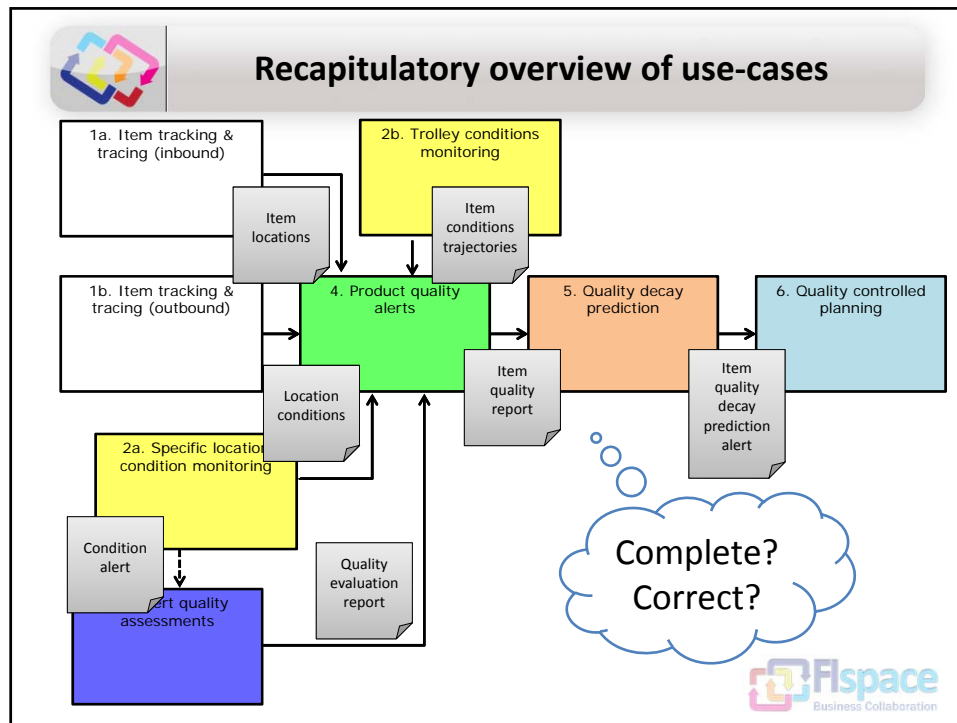 Recapitulatory overview of use-cases
1a. Item tracking &
tracing (inbound)
2b. Trolley conditions
monitoring
Item
locations
Item
conditions
trajectories
1b. Item tracking &
tracing (outbound)
4. Product quality
alerts
5. Quality decay
prediction
6. Quality controlled
planning
Location
conditions
Item
quality
report
Item
quality
decay
prediction
alert
2a. Specific location
condition monitoring
Condition
alert
Quality
evaluation
report
quality
assessments
Complete?
Correct?
FIspace
Business Collaboration